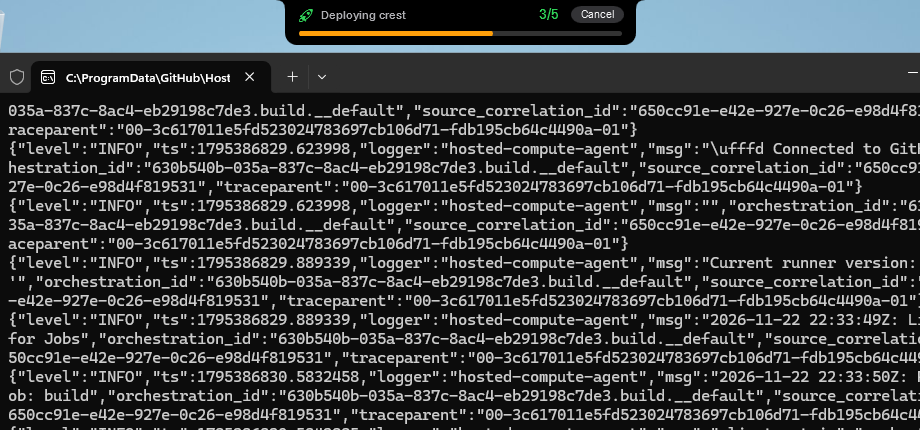 Deploying crest 3/5 Cancel
C:\ProgramData\GitHub\Host
035a-837c-8ac4-eb29198c7de3.build.__default","source_correlation_id":"650cc91e-e42e-927e-0c26-e98d4f8
raceparent":"00-3c617011e5fd523024783697cb106d71-fdb195cb64c4490a-01"}
{"level":"INFO","ts":1795386829.623998,"logger":"hosted-compute-agent","msg":"\ufffd Connected to Git
hestration_id":"630b540b-035a-837c-8ac4-eb29198c7de3.build.__default","source_correlation_id":"650cc9
27e-0c26-e98d4f819531","traceparent":"00-3c617011e5fd523024783697cb106d71-fdb195cb64c4490a-01"}
{"level":"INFO","ts":1795386829.623998,"logger":"hosted-compute-agent","msg":"","orchestration_id":"6
35a-837c-8ac4-eb29198c7de3.build.__default","source_correlation_id":"650cc91e-e42e-927e-0c26-e98d4f819
aceparent":"00-3c617011e5fd523024783697cb106d71-fdb195cb64c4490a-01"}
{"level":"INFO","ts":1795386829.889339,"logger":"hosted-compute-agent","msg":"Current runner version:
'","orchestration_id":"630b540b-035a-837c-8ac4-eb29198c7de3.build.__default","source_correlation_id":"
-e42e-927e-0c26-e98d4f819531","traceparent":"00-3c617011e5fd523024783697cb106d71-fdb195cb64c4490a-01"
{"level":"INFO","ts":1795386829.889339,"logger":"hosted-compute-agent","msg":"2026-11-22 22:33:49Z: Li
for Jobs","orchestration_id":"630b540b-035a-837c-8ac4-eb29198c7de3.build.__default","source_correlatio
50cc91e-e42e-927e-0c26-e98d4f819531","traceparent":"00-3c617011e5fd523024783697cb106d71-fdb195cb64c449
{"level":"INFO","ts":1795386830.5832458,"logger":"hosted-compute-agent","msg":"2026-11-22 22:33:50Z:
ob: build","orchestration_id":"630b540b-035a-837c-8ac4-eb29198c7de3.build.__default","source_correlat
650cc91e-e42e-927e-0c26-e98d4f819531","traceparent":"00-3c617011e5fd523024783697cb106d71-fdb195cb64c4